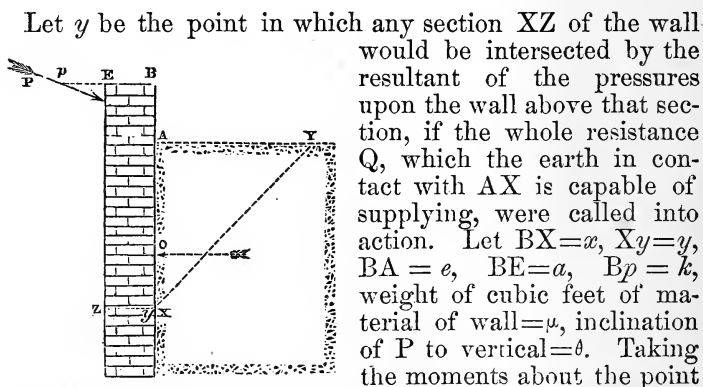 Let y be the point in which any section XZ of the wall
would be intersected by the
resultant of the pressures
upon the wall above that sec-
tion, if the whole resistance
Q, which the earth in con-
tact with AX is capable of
supplying, were called into
action. Let BX=x, Xy=y,
BA = e, BE=a, Bp = k,
weight of cubic feet of ma-
terial of wall=μ, inclination
of P to vertical=θ. Taking
the moments about the point
P p E B
A Y
O
Z y X